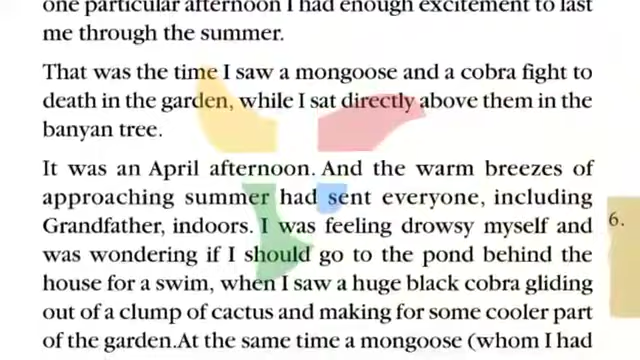 one particular afternoon I had enough excitement to last
me through the summer.
That was the time I saw a mongoose and a cobra fight to
death in the garden, while I sat directly above them in the
banyan tree.
It was an April afternoon. And the warm breezes of
approaching summer had sent everyone, including
Grandfather, indoors. I was feeling drowsy myself and
was wondering if I should go to the pond behind the
house for a swim, when I saw a huge black cobra gliding
out of a clump of cactus and making for some cooler part
of the garden.At the same time a mongoose (whom I had
6.